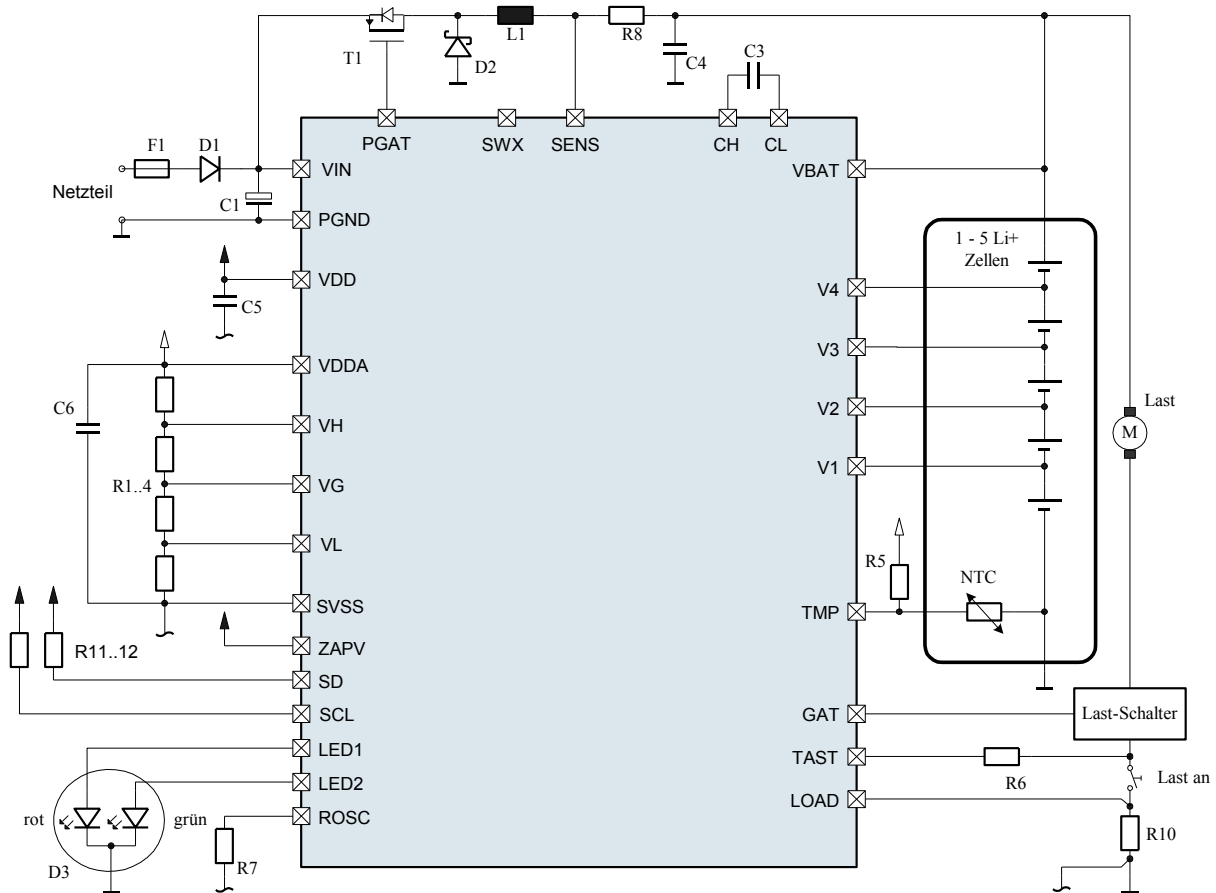 T1
D2
L1
R8
C4
C3
PGAT
SWX
SENS
CH
CL
F1
D1
VIN
VBAT
Netzteil
C1
PGND
1 - 5 Li+
Zellen
VDD
C5
V4
V3
VDDA
C6
VH
V2
Last
M
R1..4
VG
V1
VL
R5
NTC
SVSS
TMP
ZAPV
R11..12
SD
SCL
GAT
Last-Schalter
LED1
TAST
R6
Last an
LED2
LOAD
rot
grün
ROSC
R10
D3
R7